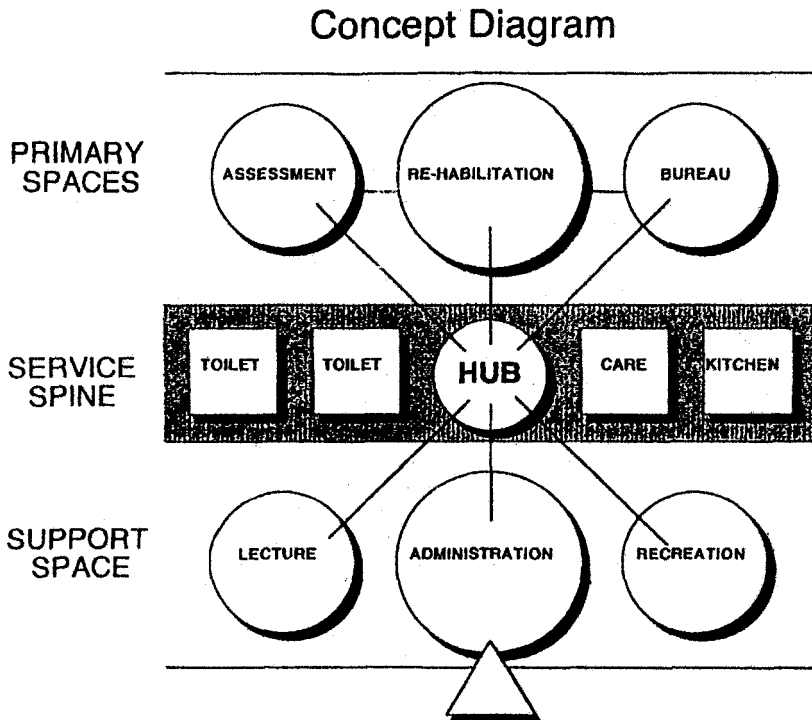 Concept Diagram
PRIMARY
SPACES
ASSESSMENT
RE-HABILITATION
BUREAU
SERVICE
SPINE
TOILET
TOILET
HUB
CARE
KITCHEN
SUPPORT
SPACE
LECTURE
ADMINISTRATION
RECREATION